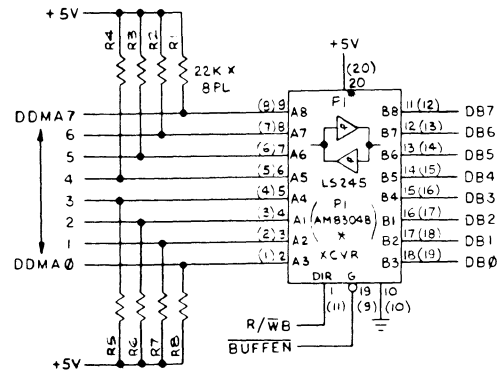 +5V
R4 R3 R2 R1
22K *
8PL
+5V
(20)
20
DDMA7 (8) 9 A8 F1 B8 11 (12) DB7
6 (7) 8 A7 B7 12 (13) DB6
5 (6) 7 A6 B6 13 (14) DB5
4 (5) 6 A5 LS245 B5 14 (15) DB4
3 (4) 5 A4 P1 B4 15 (16) DB3
2 (3) 4 A1 (AM8304B) B1 16 (17) DB2
1 (2) 3 A2 * B2 17 (18) DB1
DDMA0 (1) 2 A3 XCVR B3 18 (19) DB0
DIR G
1 19 10
(11) (9) (10)
R5 R6 R7 R8
R/WB
BUFFEN
+5V